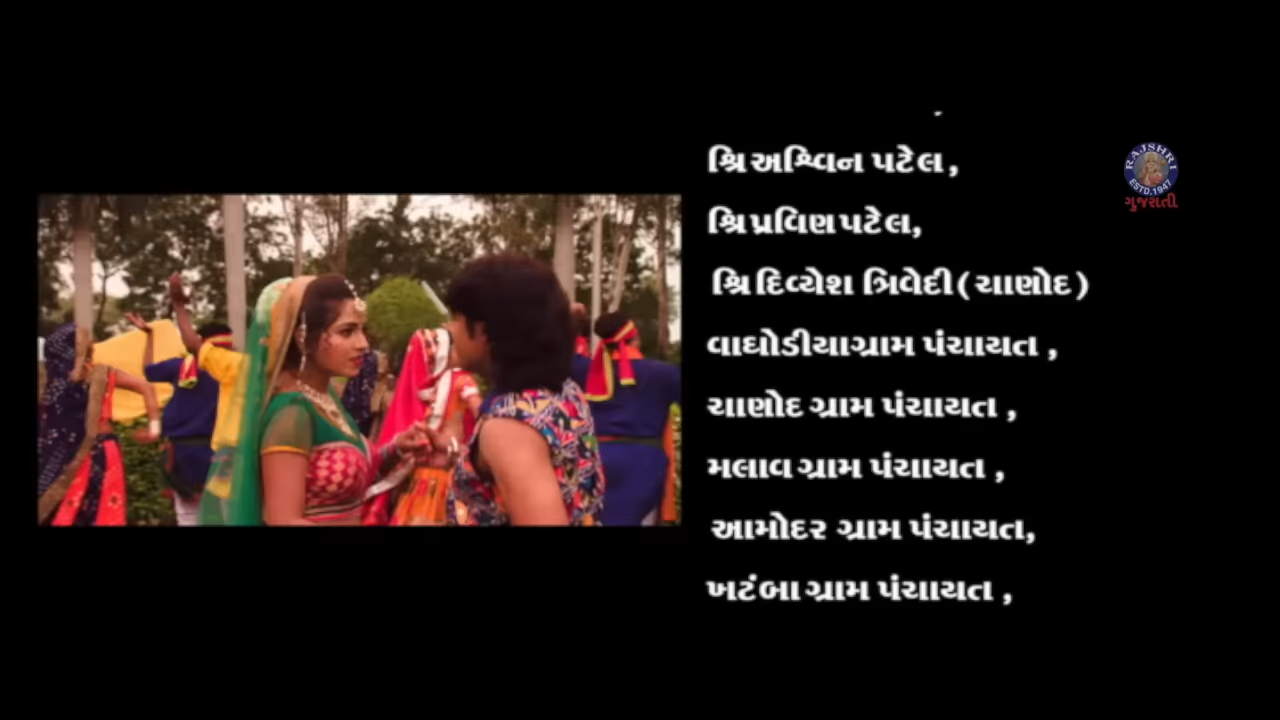 શ્રિ અશ્વિન પટેલ ,
શ્રિ પ્રવિણ પટેલ,
શ્રિ દિવ્યેશ ત્રિવેદી ( ચાણોદ )
વાઘોડીયા ગ્રામ પંચાયત ,
ચાણોદ ગ્રામ પંચાયત ,
મલાવ ગ્રામ પંચાયત ,
આમોદર ગ્રામ પંચાયત,
ખટંબા ગ્રામ પંચાયત ,
RAJSHRI
ESTD.1947
ગુજરાતી